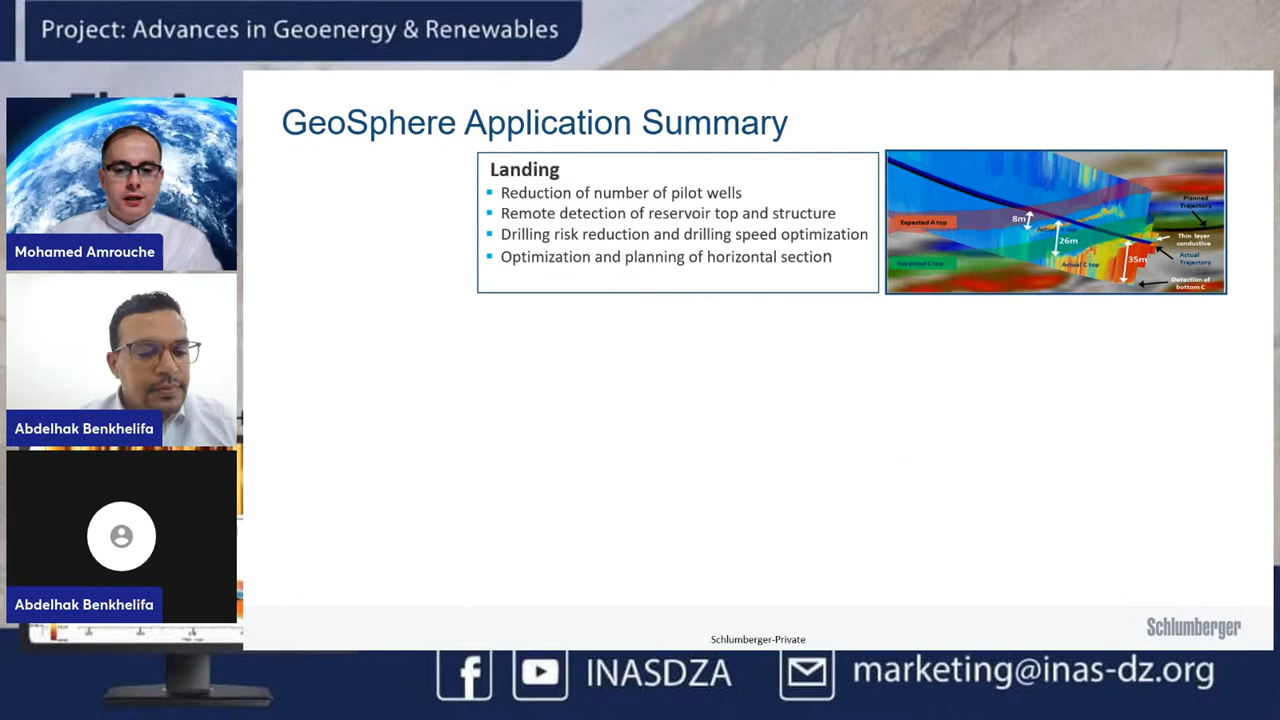 Project: Advances in Geoenergy & Renewables
Mohamed Amrouche
Abdelhak Benkhelifa
Abdelhak Benkhelifa
GeoSphere Application Summary
Landing
Reduction of number of pilot wells
Remote detection of reservoir top and structure
Drilling risk reduction and drilling speed optimization
Optimization and planning of horizontal section
Expected A top
Expected C top
8m
Actual A top
26m
Actual C top
35m
Planned
Trajectory
Thin layer
conductive
Actual
Trajectory
Detection of
bottom C
Schlumberger-Private
Schlumberger
INASDZA
marketing@inas-dz.org